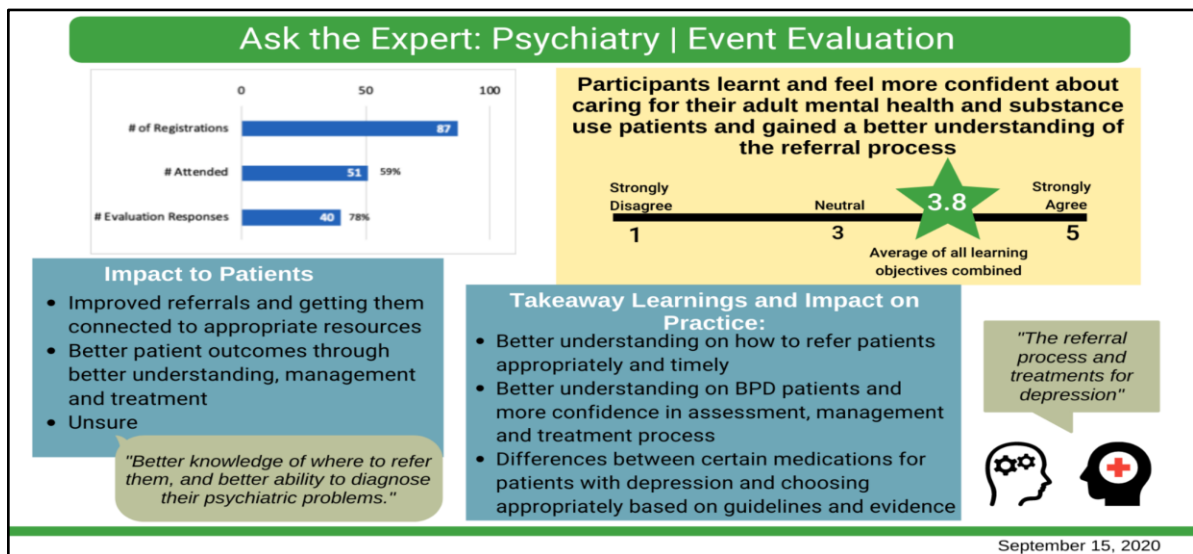 Ask the Expert: Psychiatry | Event Evaluation
0 50 100
# of Registrations 87
# Attended 51 59%
# Evaluation Responses 40 78%
Participants learnt and feel more confident about
caring for their adult mental health and substance
use patients and gained a better understanding of
the referral process
Strongly
Disagree
Neutral
Strongly
Agree
3.8
1 3 5
Average of all learning
objectives combined
Impact to Patients
• Improved referrals and getting them
connected to appropriate resources
• Better patient outcomes through
better understanding, management
and treatment
• Unsure
"Better knowledge of where to refer
them, and better ability to diagnose
their psychiatric problems."
Takeaway Learnings and Impact on
Practice:
• Better understanding on how to refer patients
appropriately and timely
• Better understanding on BPD patients and
more confidence in assessment, management
and treatment process
• Differences between certain medications for
patients with depression and choosing
appropriately based on guidelines and evidence
"The referral
process and
treatments for
depression"
September 15, 2020